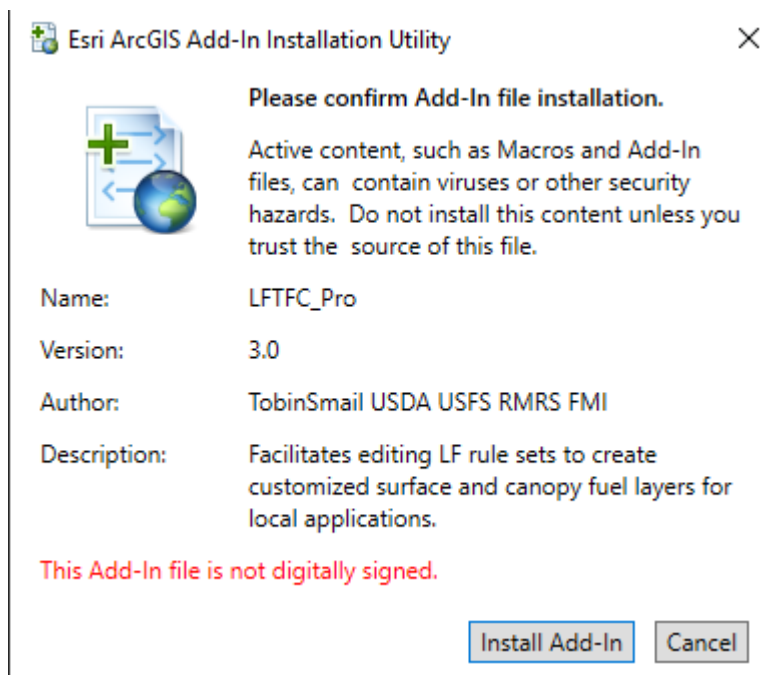 Esri ArcGIS Add-In Installation Utility
Please confirm Add-In file installation.
Active content, such as Macros and Add-In
files, can  contain viruses or other security
hazards.  Do not install this content unless you
trust the  source of this file.
Name: LFTFC_Pro
Version: 3.0
Author: TobinSmail USDA USFS RMRS FMI
Description: Facilitates editing LF rule sets to create
customized surface and canopy fuel layers for
local applications.
This Add-In file is not digitally signed.
Install Add-In Cancel